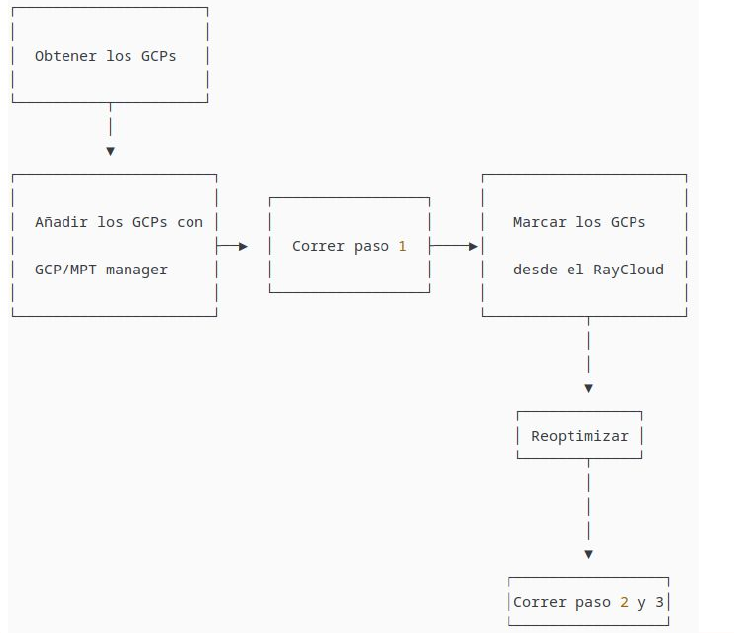 Obtener los GCPs
Añadir los GCPs con
GCP/MPT manager
Correr paso 1
Marcar los GCPs
desde el RayCloud
Reoptimizar
Correr paso 2 y 3